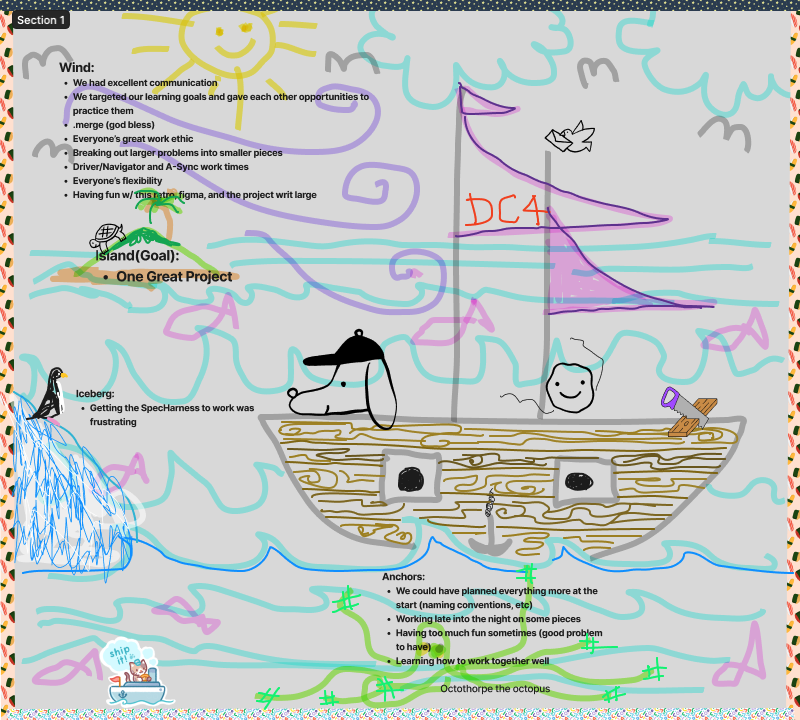 Section 1
Wind:
• We had excellent communication
• We targeted our learning goals and gave each other opportunities to
practice them
• .merge (god bless)
• Everyone's great work ethic
• Breaking out larger problems into smaller pieces
• Driver/Navigator and A-Sync work times
• Everyone's flexibility
• Having fun w/ this retro, figma, and the project writ large
DC4
Island(Goal):
• One Great Project
Iceberg:
• Getting the SpecHarness to work was
frustrating
Anchors:
• We could have planned everything more at the
start (naming conventions, etc)
• Working late into the night on some pieces
• Having too much fun sometimes (good problem
to have)
• Learning how to work together well
ship
it!
Octothorpe the octopus